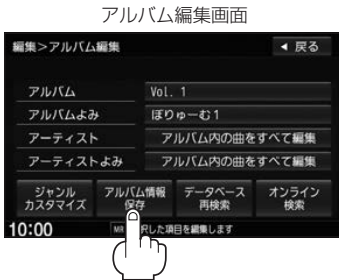 アルバム編集画面
編集>アルバム編集
◀ 戻る
アルバム
Vol. 1
アルバムよみ
ぼりゅーむ1
アーティスト
アルバム内の曲をすべて編集
アーティストよみ
アルバム内の曲をすべて編集
ジャンル
カスタマイズ
アルバム情報
保存
データベース
再検索
オンライン
検索
10:00
MR
択した項目を編集します